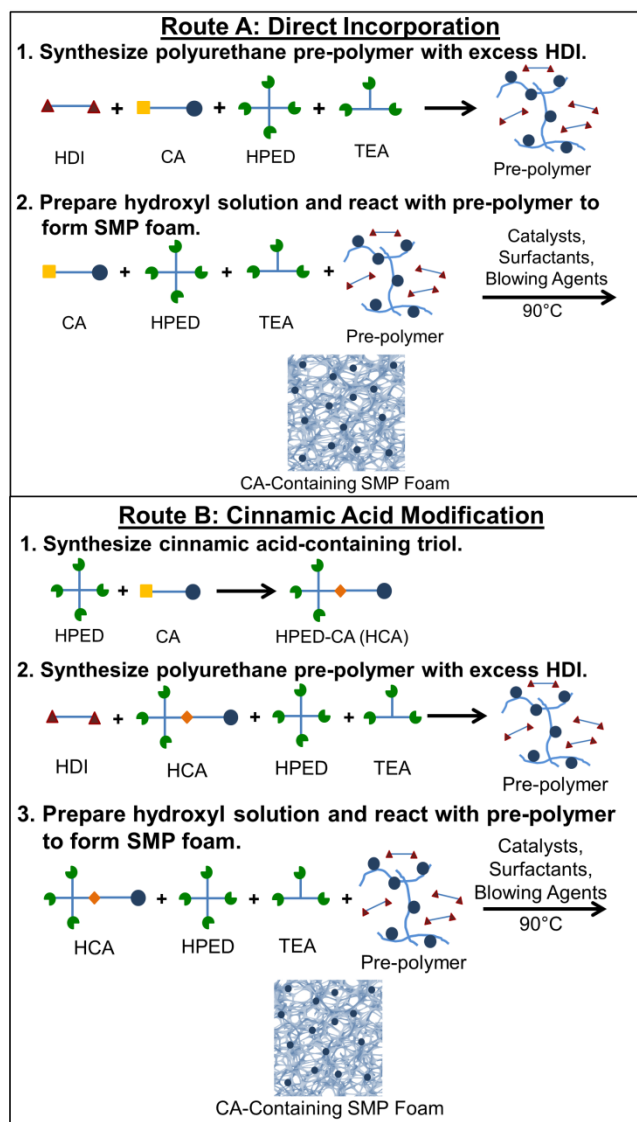 Route A: Direct Incorporation
1. Synthesize polyurethane pre-polymer with excess HDI.
+ + +
HDI CA HPED TEA Pre-polymer
2. Prepare hydroxyl solution and react with pre-polymer to
form SMP foam.
Catalysts,
Surfactants,
Blowing Agents
+ + +
90°C
CA HPED TEA Pre-polymer
CA-Containing SMP Foam
Route B: Cinnamic Acid Modification
1. Synthesize cinnamic acid-containing triol.
+
HPED CA HPED-CA (HCA)
2. Synthesize polyurethane pre-polymer with excess HDI.
+ + +
HDI HCA HPED TEA Pre-polymer
3. Prepare hydroxyl solution and react with pre-polymer
to form SMP foam.
Catalysts,
Surfactants,
Blowing Agents
+ + +
90°C
HCA HPED TEA Pre-polymer
CA-Containing SMP Foam